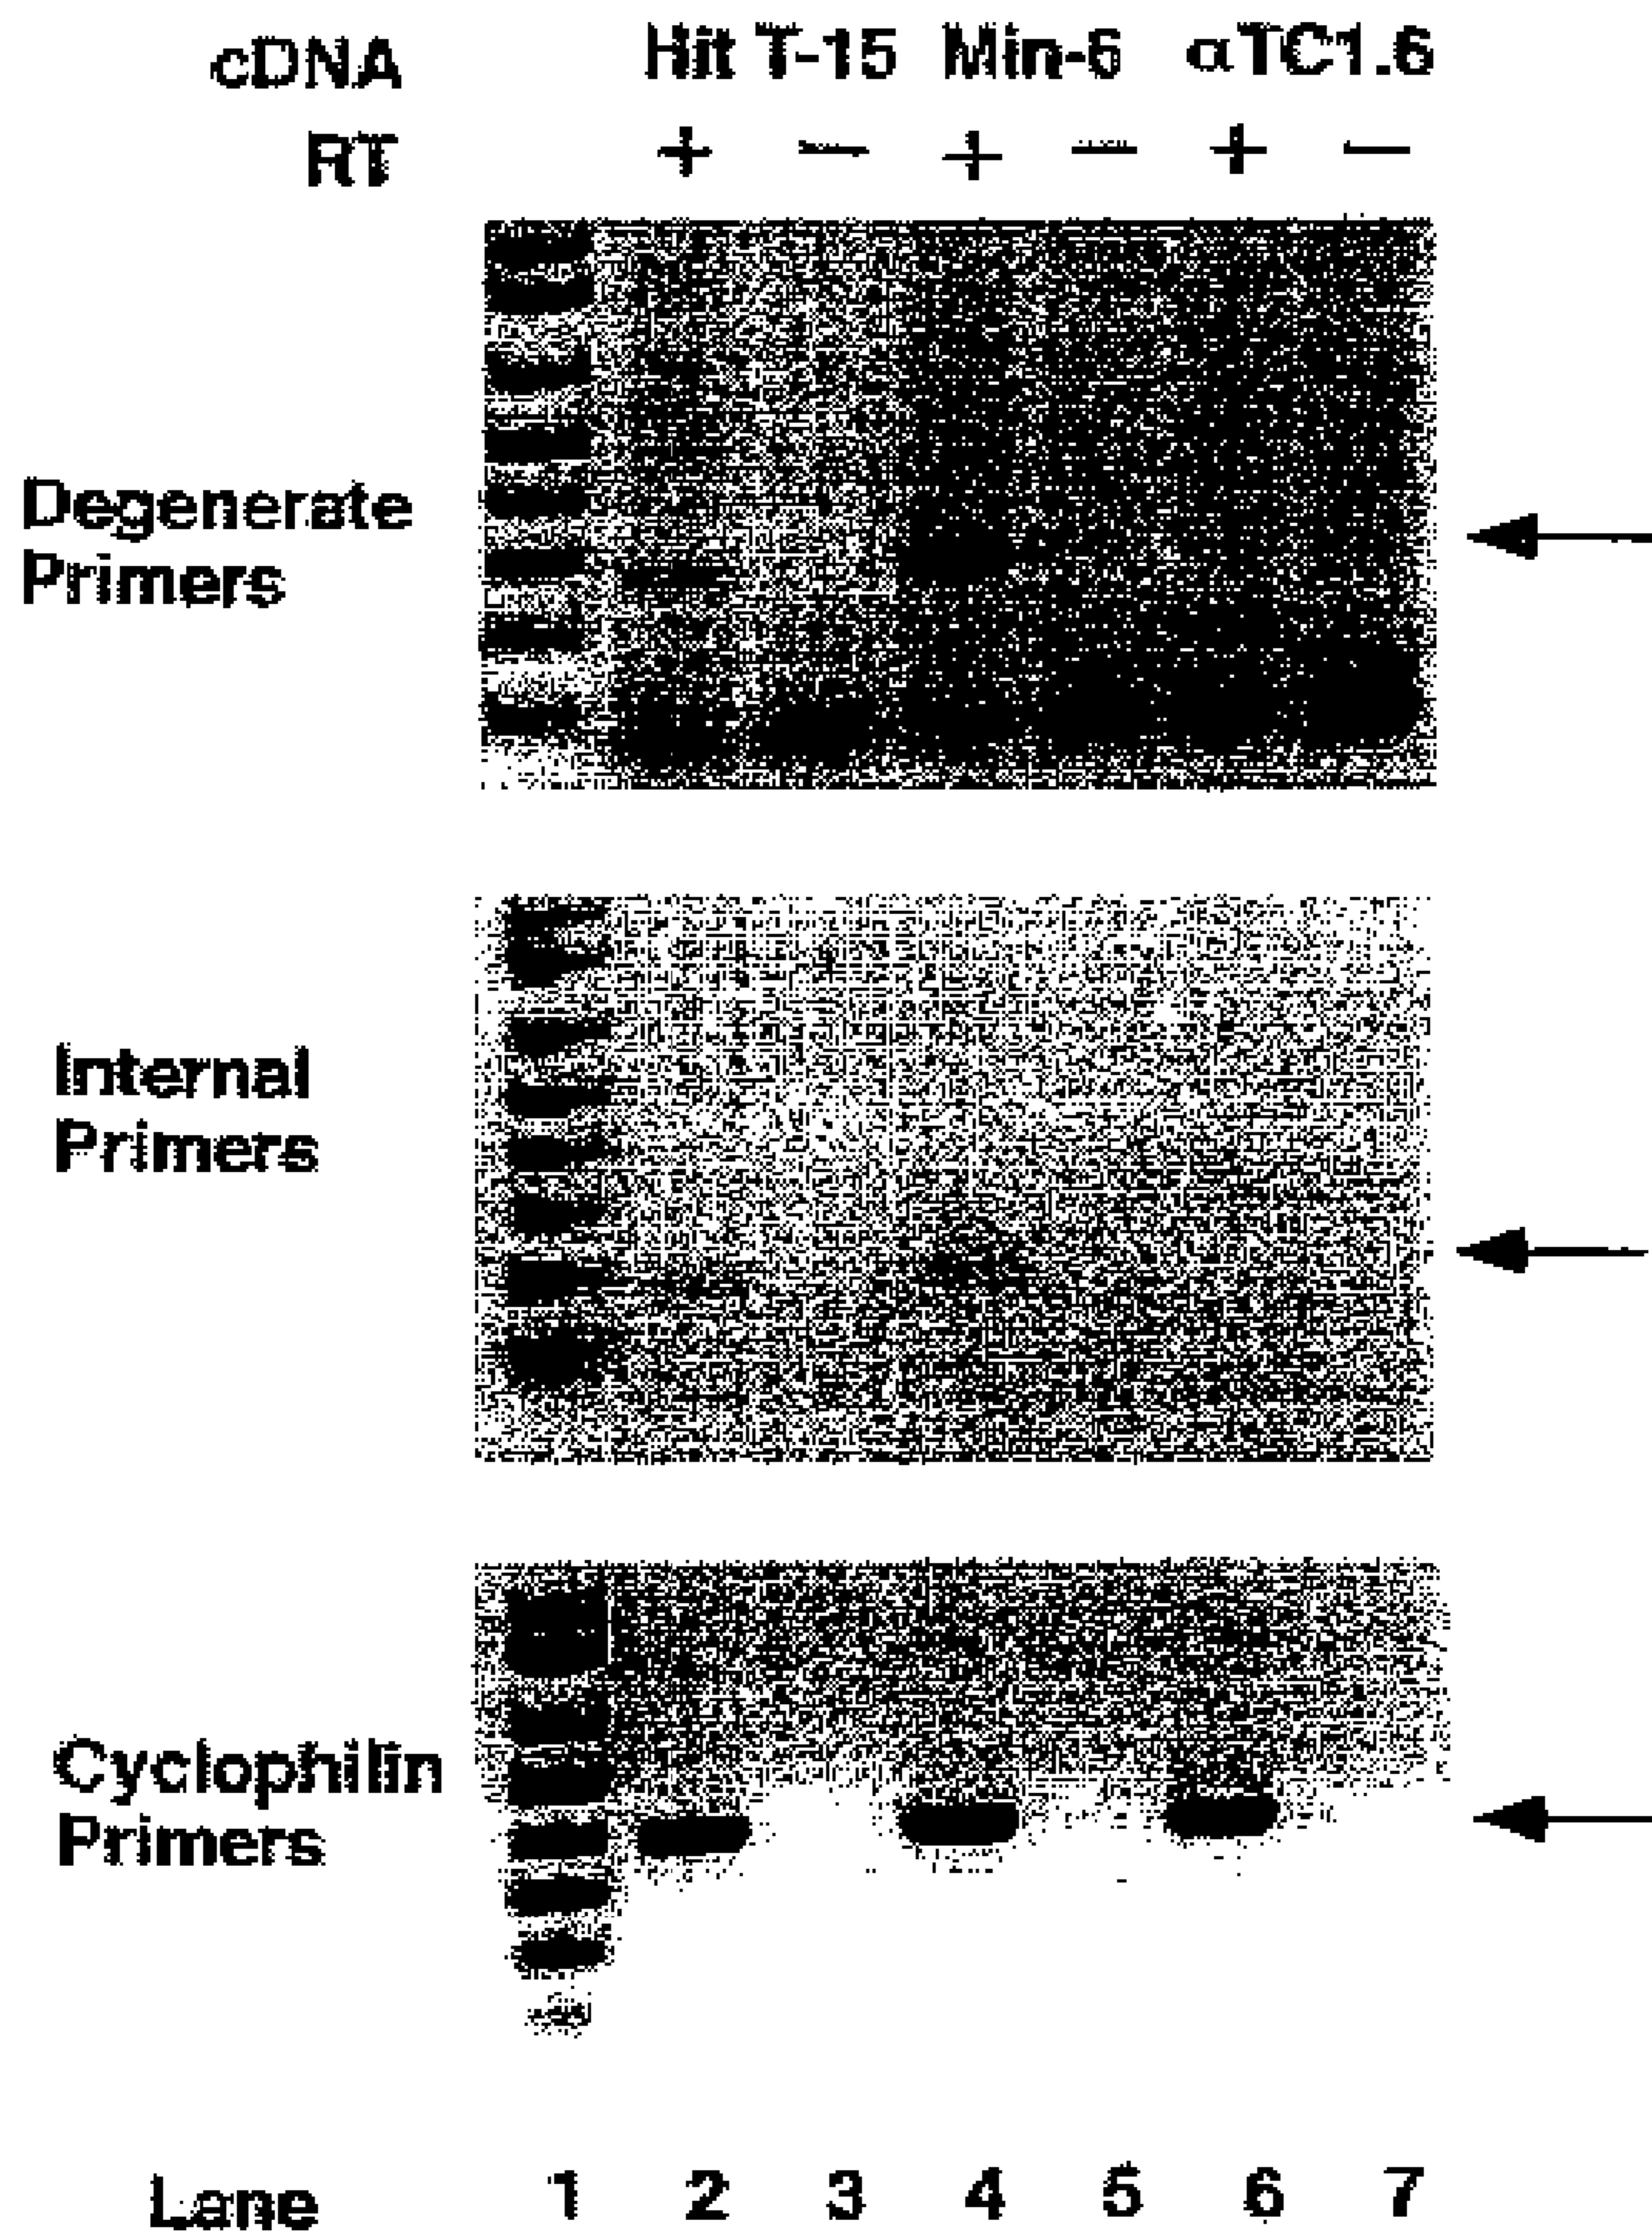 cDNA Hit T-15 Min-6 αTC1.6
RT + − + − + −
Degenerate
Primers
Internal
Primers
Cyclophilin
Primers
Lane 1 2 3 4 5 6 7